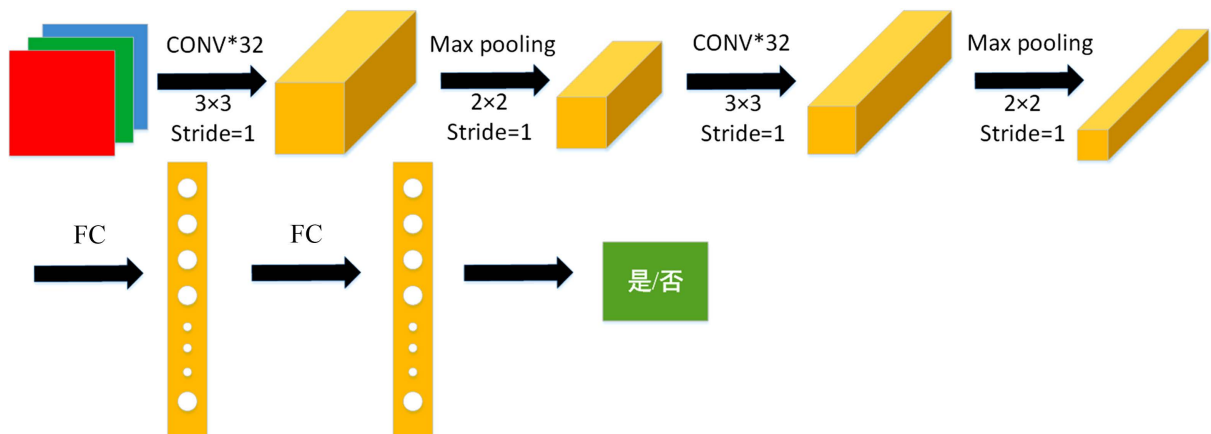 CONV*32
3×3
Stride=1
Max pooling
2×2
Stride=1
CONV*32
3×3
Stride=1
Max pooling
2×2
Stride=1
FC
FC
是/否